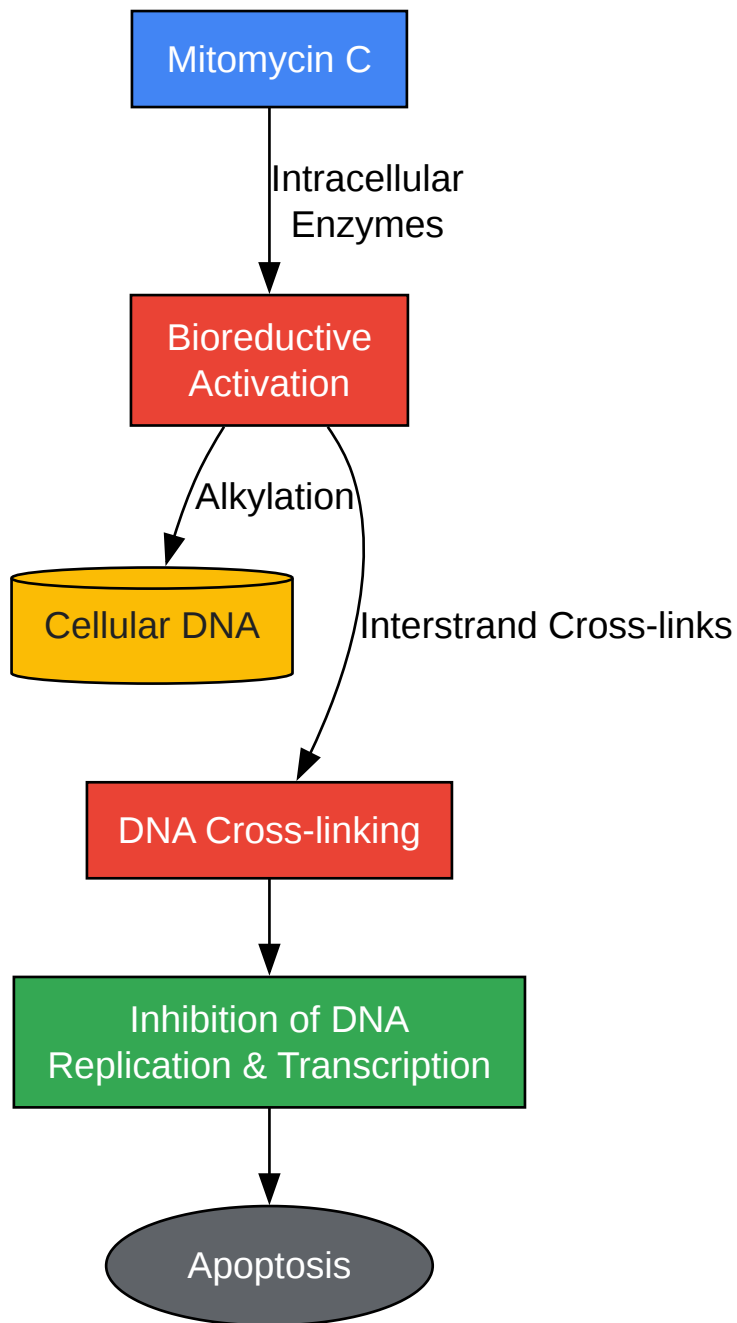 Mitomycin C
Intracellular
Enzymes
Bioreductive
Activation
Alkylation
Cellular DNA
Interstrand Cross-links
DNA Cross-linking
Inhibition of DNA
Replication & Transcription
Apoptosis